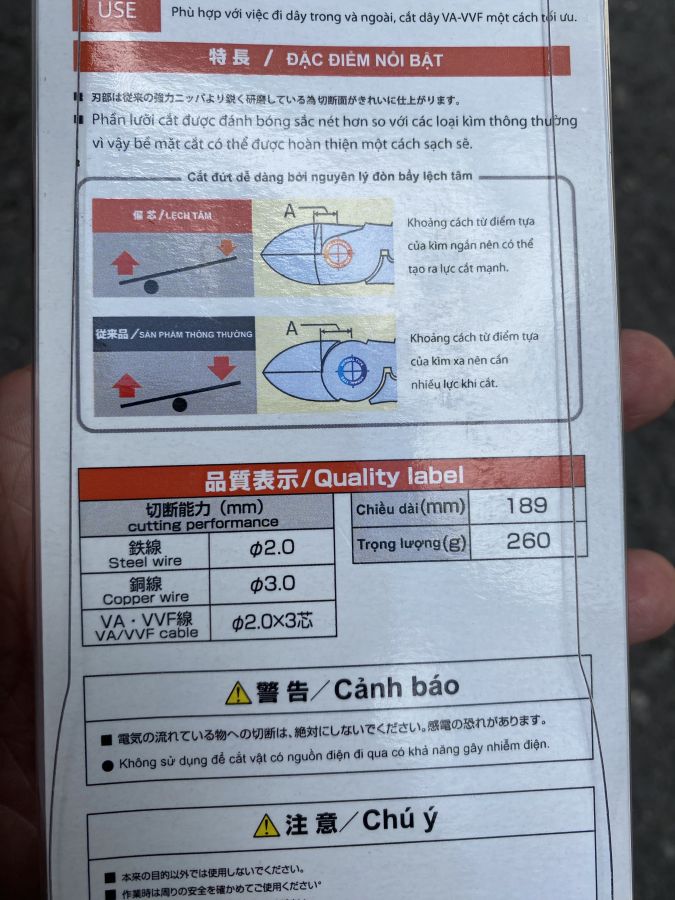 USE
Phù hợp với việc đi dây trong và ngoài, cắt dây VA-VVF một cách tối ưu.
特長 / ĐẶC ĐIỂM NỔI BẬT
■ 刃部は従来の強力ニッパより鋭く研磨している為切断面がきれいに仕上がります。
■ Phần lưỡi cắt được đánh bóng sắc nét hơn so với các loại kìm thông thường
vì vậy bề mặt cắt có thể được hoàn thiện một cách sạch sẽ.
Cắt đứt dễ dàng bởi nguyên lý đòn bẩy lệch tâm
偏芯/LỆCH TÂM
A
Khoảng cách từ điểm tựa
của kìm ngắn nên có thể
tạo ra lực cắt mạnh.
従来品/SẢN PHẨM THÔNG THƯỜNG
A
Khoảng cách từ điểm tựa
của kìm xa nên cần
nhiều lực khi cắt.
品質表示/Quality label
切断能力 (mm)
cutting performance
鉄線
Steel wire
φ2.0
銅線
Copper wire
φ3.0
VA・VVF線
VA/VVF cable
φ2.0×3芯
Chiều dài(mm) 189
Trọng lượng(g) 260
警告/Cảnh báo
■ 電気の流れている物への切断は、絶対にしないでください。感電の恐れがあります。
● Không sử dụng để cắt vật có nguồn điện đi qua có khả năng gây nhiễm điện.
注意/Chú ý
■ 本来の目的以外では使用しないでください。
■ 作業時は周りの安全を確かめてご使用ください。